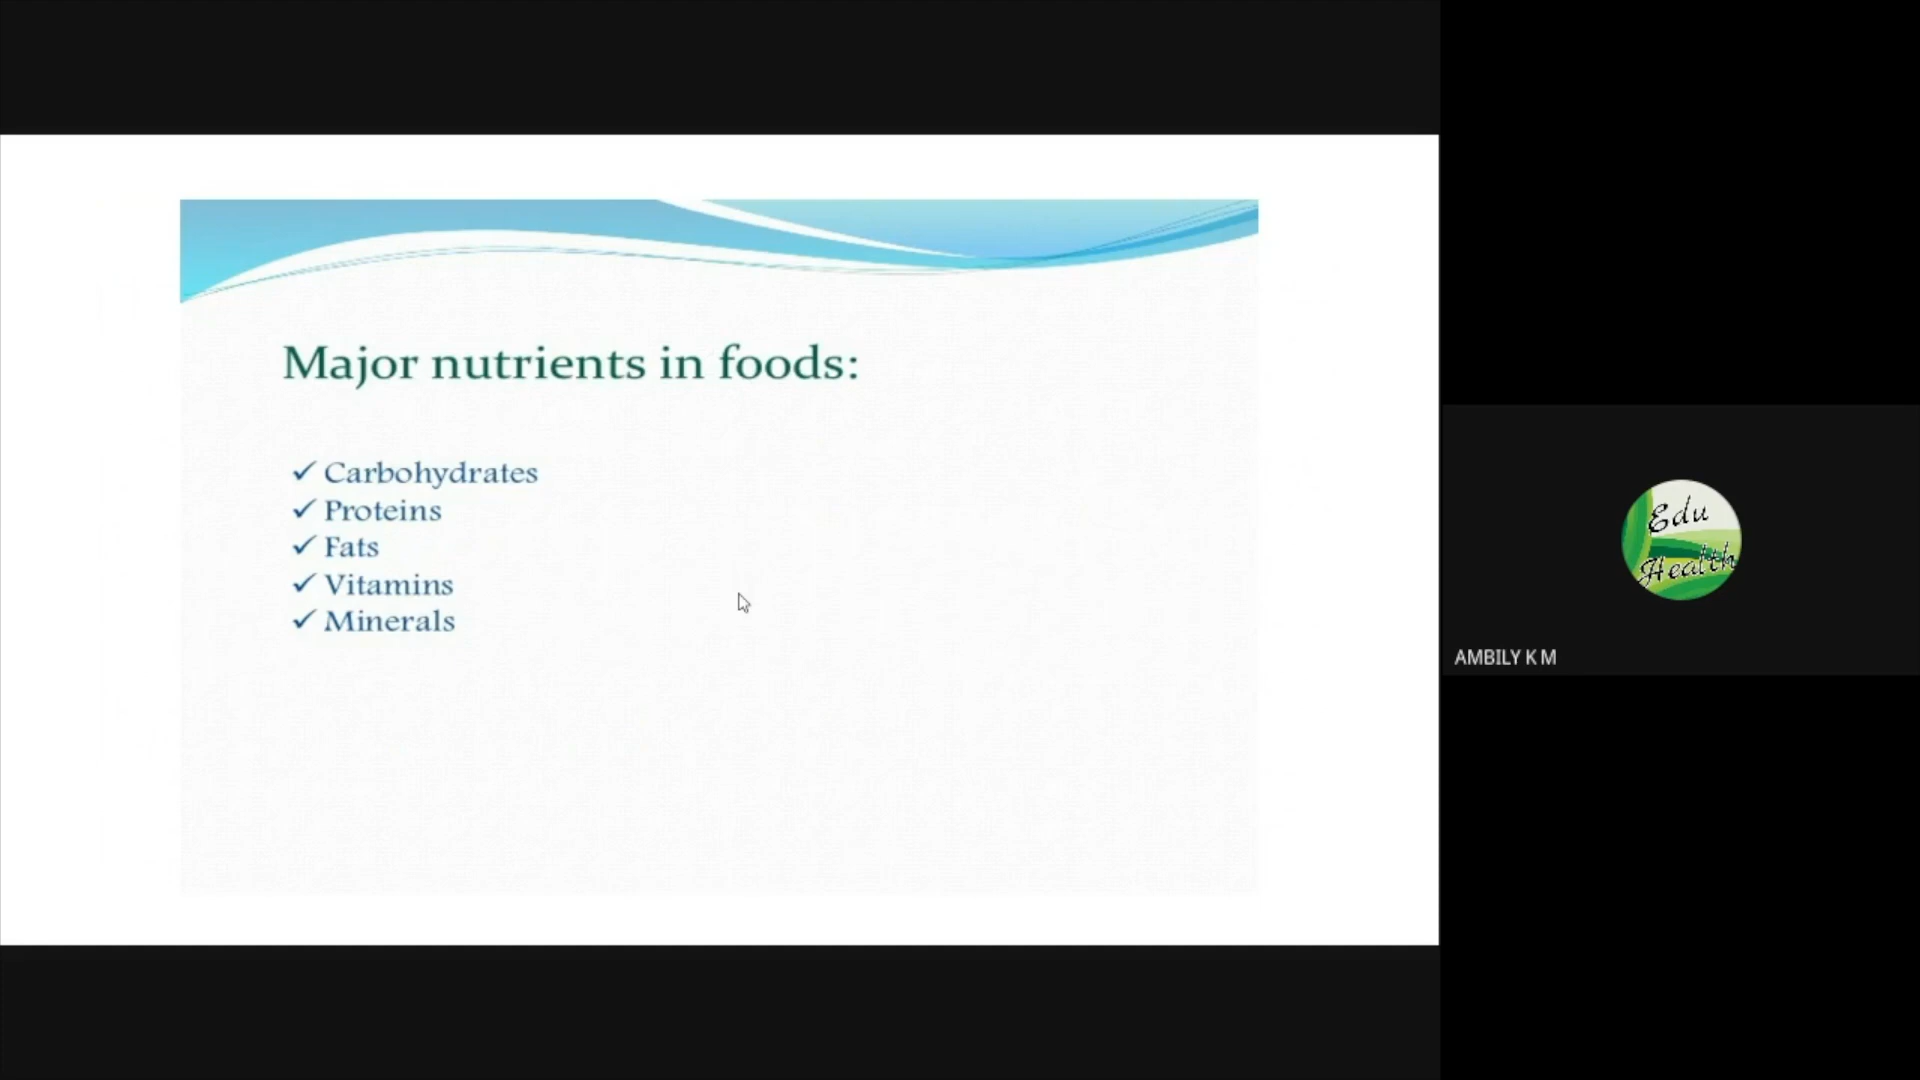 Major nutrients in foods:
✓ Carbohydrates
✓ Proteins
✓ Fats
✓ Vitamins
✓ Minerals
Edu
Health
AMBILY K M